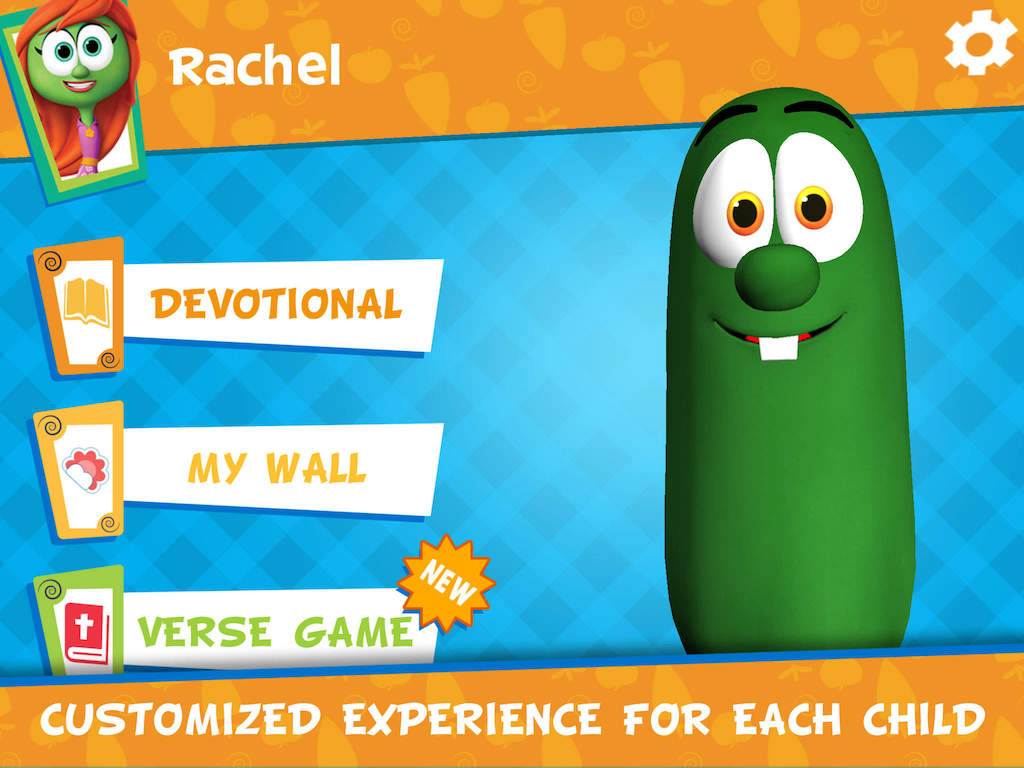 Rachel
DEVOTIONAL
MY WALL
NEW
VERSE GAME
CUSTOMIZED EXPERIENCE FOR EACH CHILD